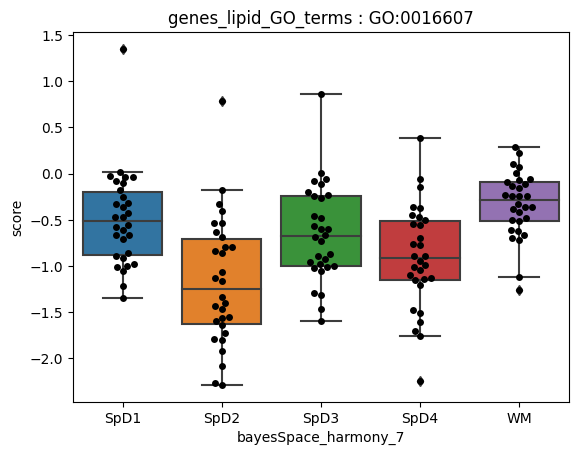 genes_lipid_GO_terms : GO:0016607
1.5
1.0
0.5
0.0
−0.5
−1.0
−1.5
−2.0
score
SpD1 SpD2 SpD3 SpD4 WM
bayesSpace_harmony_7